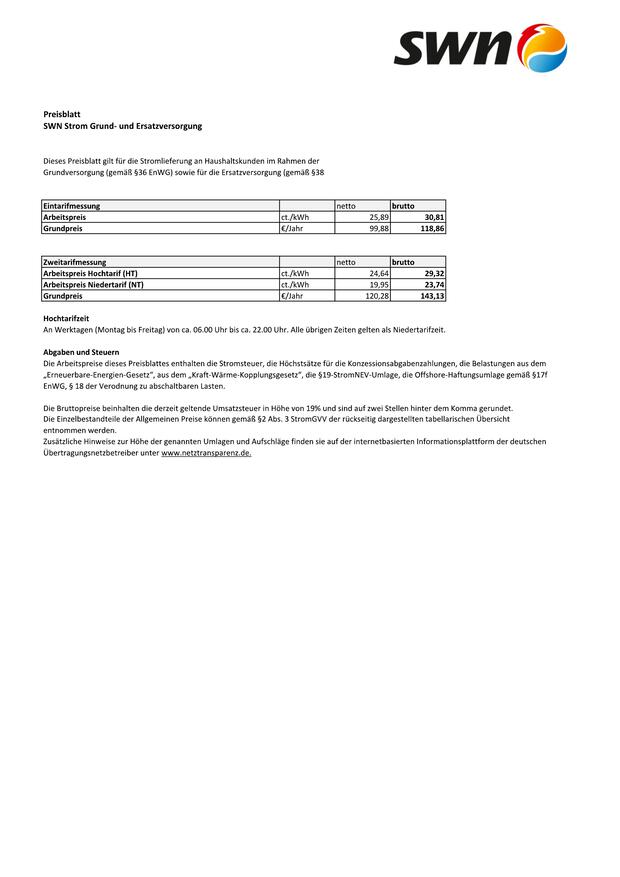 swn
Preisblatt
SWN Strom Grund- und Ersatzversorgung
Dieses Preisblatt gilt für die Stromlieferung an Haushaltskunden im Rahmen der
Grundversorgung (gemäß §36 EnWG) sowie für die Ersatzversorgung (gemäß §38
Eintarifmessung netto brutto
Arbeitspreis ct./kWh 25,89 30,81
Grundpreis €/Jahr 99,88 118,86
Zweitarifmessung netto brutto
Arbeitspreis Hochtarif (HT) ct./kWh 24,64 29,32
Arbeitspreis Niedertarif (NT) ct./kWh 19,95 23,74
Grundpreis €/Jahr 120,28 143,13
Hochtarifzeit
An Werktagen (Montag bis Freitag) von ca. 06.00 Uhr bis ca. 22.00 Uhr. Alle übrigen Zeiten gelten als Niedertarifzeit.
Abgaben und Steuern
Die Arbeitspreise dieses Preisblattes enthalten die Stromsteuer, die Höchstsätze für die Konzessionsabgabenzahlungen, die Belastungen aus dem
„Erneuerbare-Energien-Gesetz“, aus dem „Kraft-Wärme-Kopplungsgesetz“, die §19-StromNEV-Umlage, die Offshore-Haftungsumlage gemäß §17f
EnWG, § 18 der Verodnung zu abschaltbaren Lasten.
Die Bruttopreise beinhalten die derzeit geltende Umsatzsteuer in Höhe von 19% und sind auf zwei Stellen hinter dem Komma gerundet.
Die Einzelbestandteile der Allgemeinen Preise können gemäß §2 Abs. 3 StromGVV der rückseitig dargestellten tabellarischen Übersicht
entnommen werden.
Zusätzliche Hinweise zur Höhe der genannten Umlagen und Aufschläge finden sie auf der internetbasierten Informationsplattform der deutschen
Übertragungsnetzbetreiber unter www.netztransparenz.de.